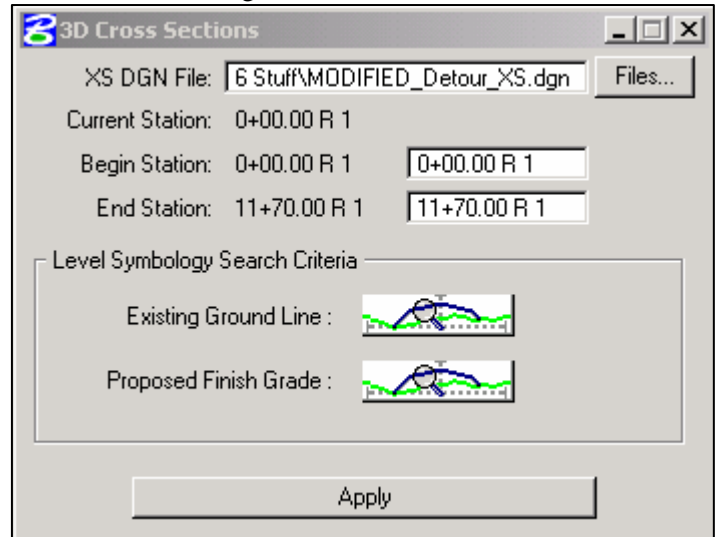 3D Cross Sections
XS DGN File: 6 Stuff\MODIFIED_Detour_XS.dgn Files...
Current Station: 0+00.00 R 1
Begin Station: 0+00.00 R 1 0+00.00 R 1
End Station: 11+70.00 R 1 11+70.00 R 1
Level Symbology Search Criteria
Existing Ground Line :
Proposed Finish Grade :
Apply